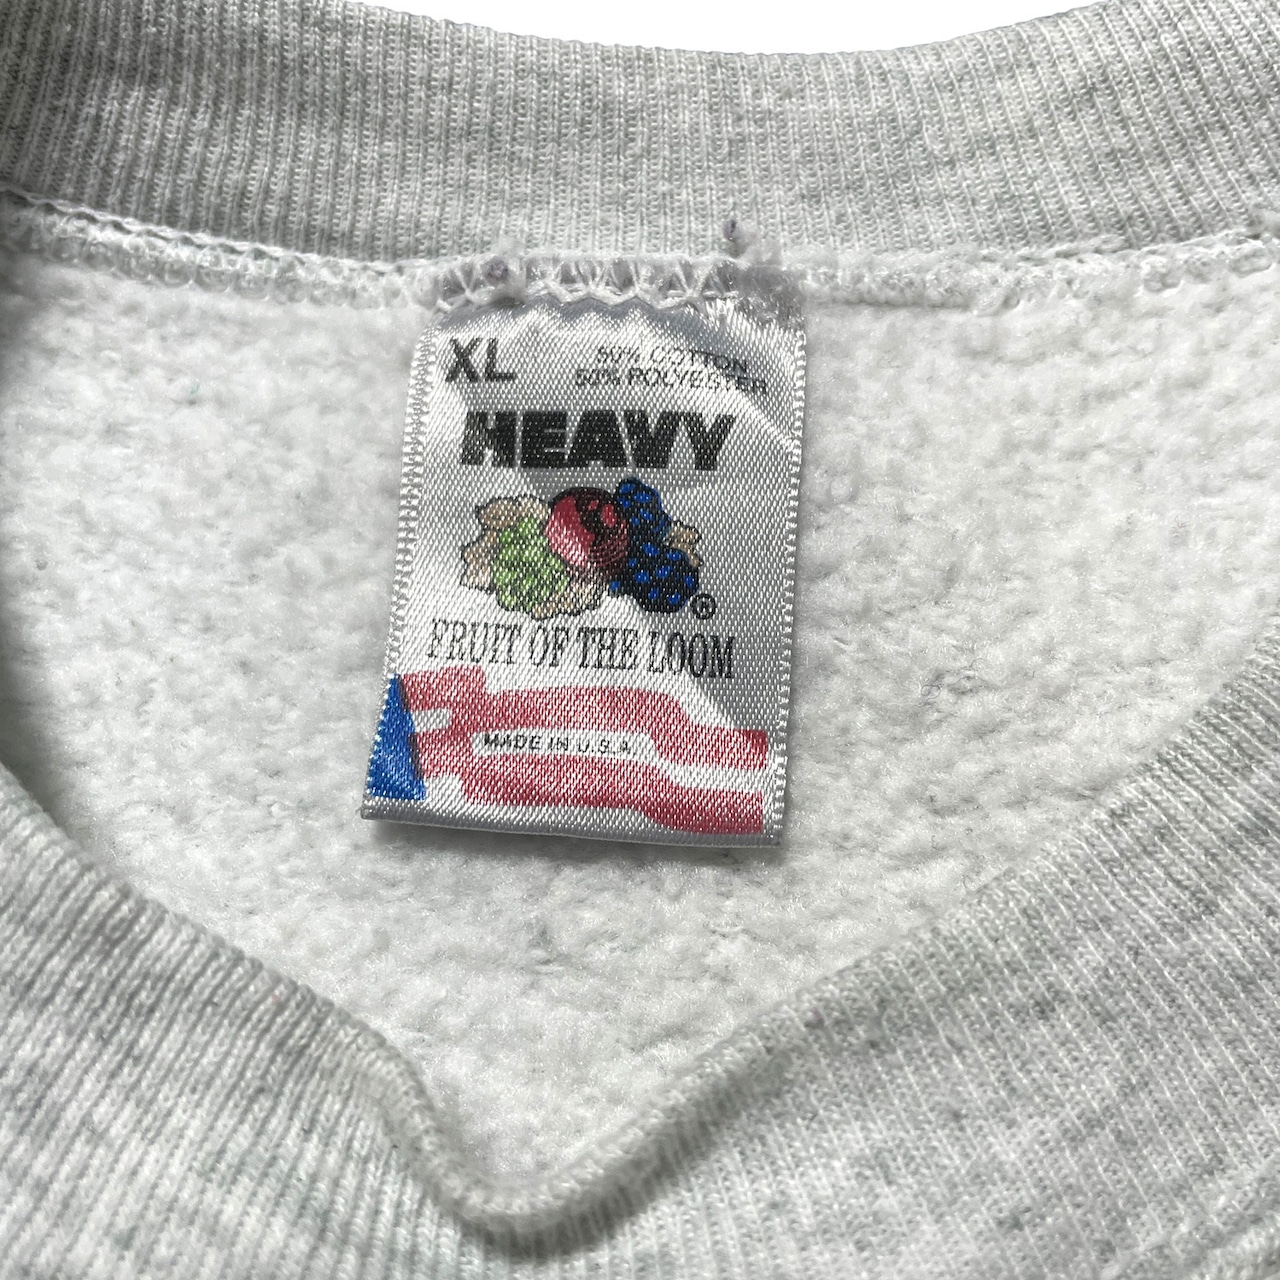 XL
50% COTTON
50% POLYESTER
HEAVY
®
FRUIT OF THE LOOM
MADE IN U.S.A.